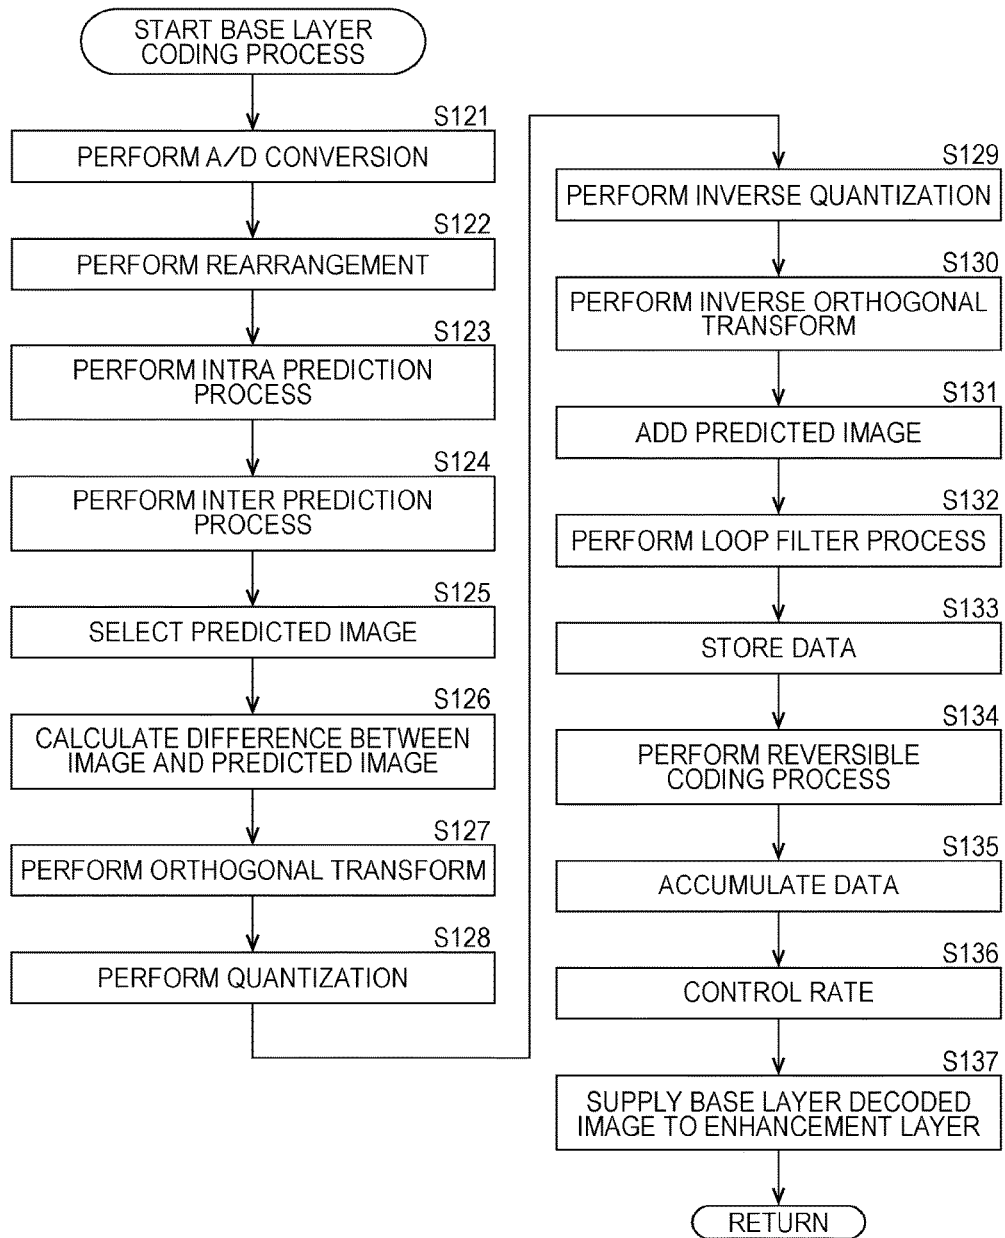 START BASE LAYER
CODING PROCESS
S121
PERFORM A/D CONVERSION
S122
PERFORM REARRANGEMENT
S123
PERFORM INTRA PREDICTION
PROCESS
S124
PERFORM INTER PREDICTION
PROCESS
S125
SELECT PREDICTED IMAGE
S126
CALCULATE DIFFERENCE BETWEEN
IMAGE AND PREDICTED IMAGE
S127
PERFORM ORTHOGONAL TRANSFORM
S128
PERFORM QUANTIZATION
S129
PERFORM INVERSE QUANTIZATION
S130
PERFORM INVERSE ORTHOGONAL
TRANSFORM
S131
ADD PREDICTED IMAGE
S132
PERFORM LOOP FILTER PROCESS
S133
STORE DATA
S134
PERFORM REVERSIBLE
CODING PROCESS
S135
ACCUMULATE DATA
S136
CONTROL RATE
S137
SUPPLY BASE LAYER DECODED
IMAGE TO ENHANCEMENT LAYER
RETURN